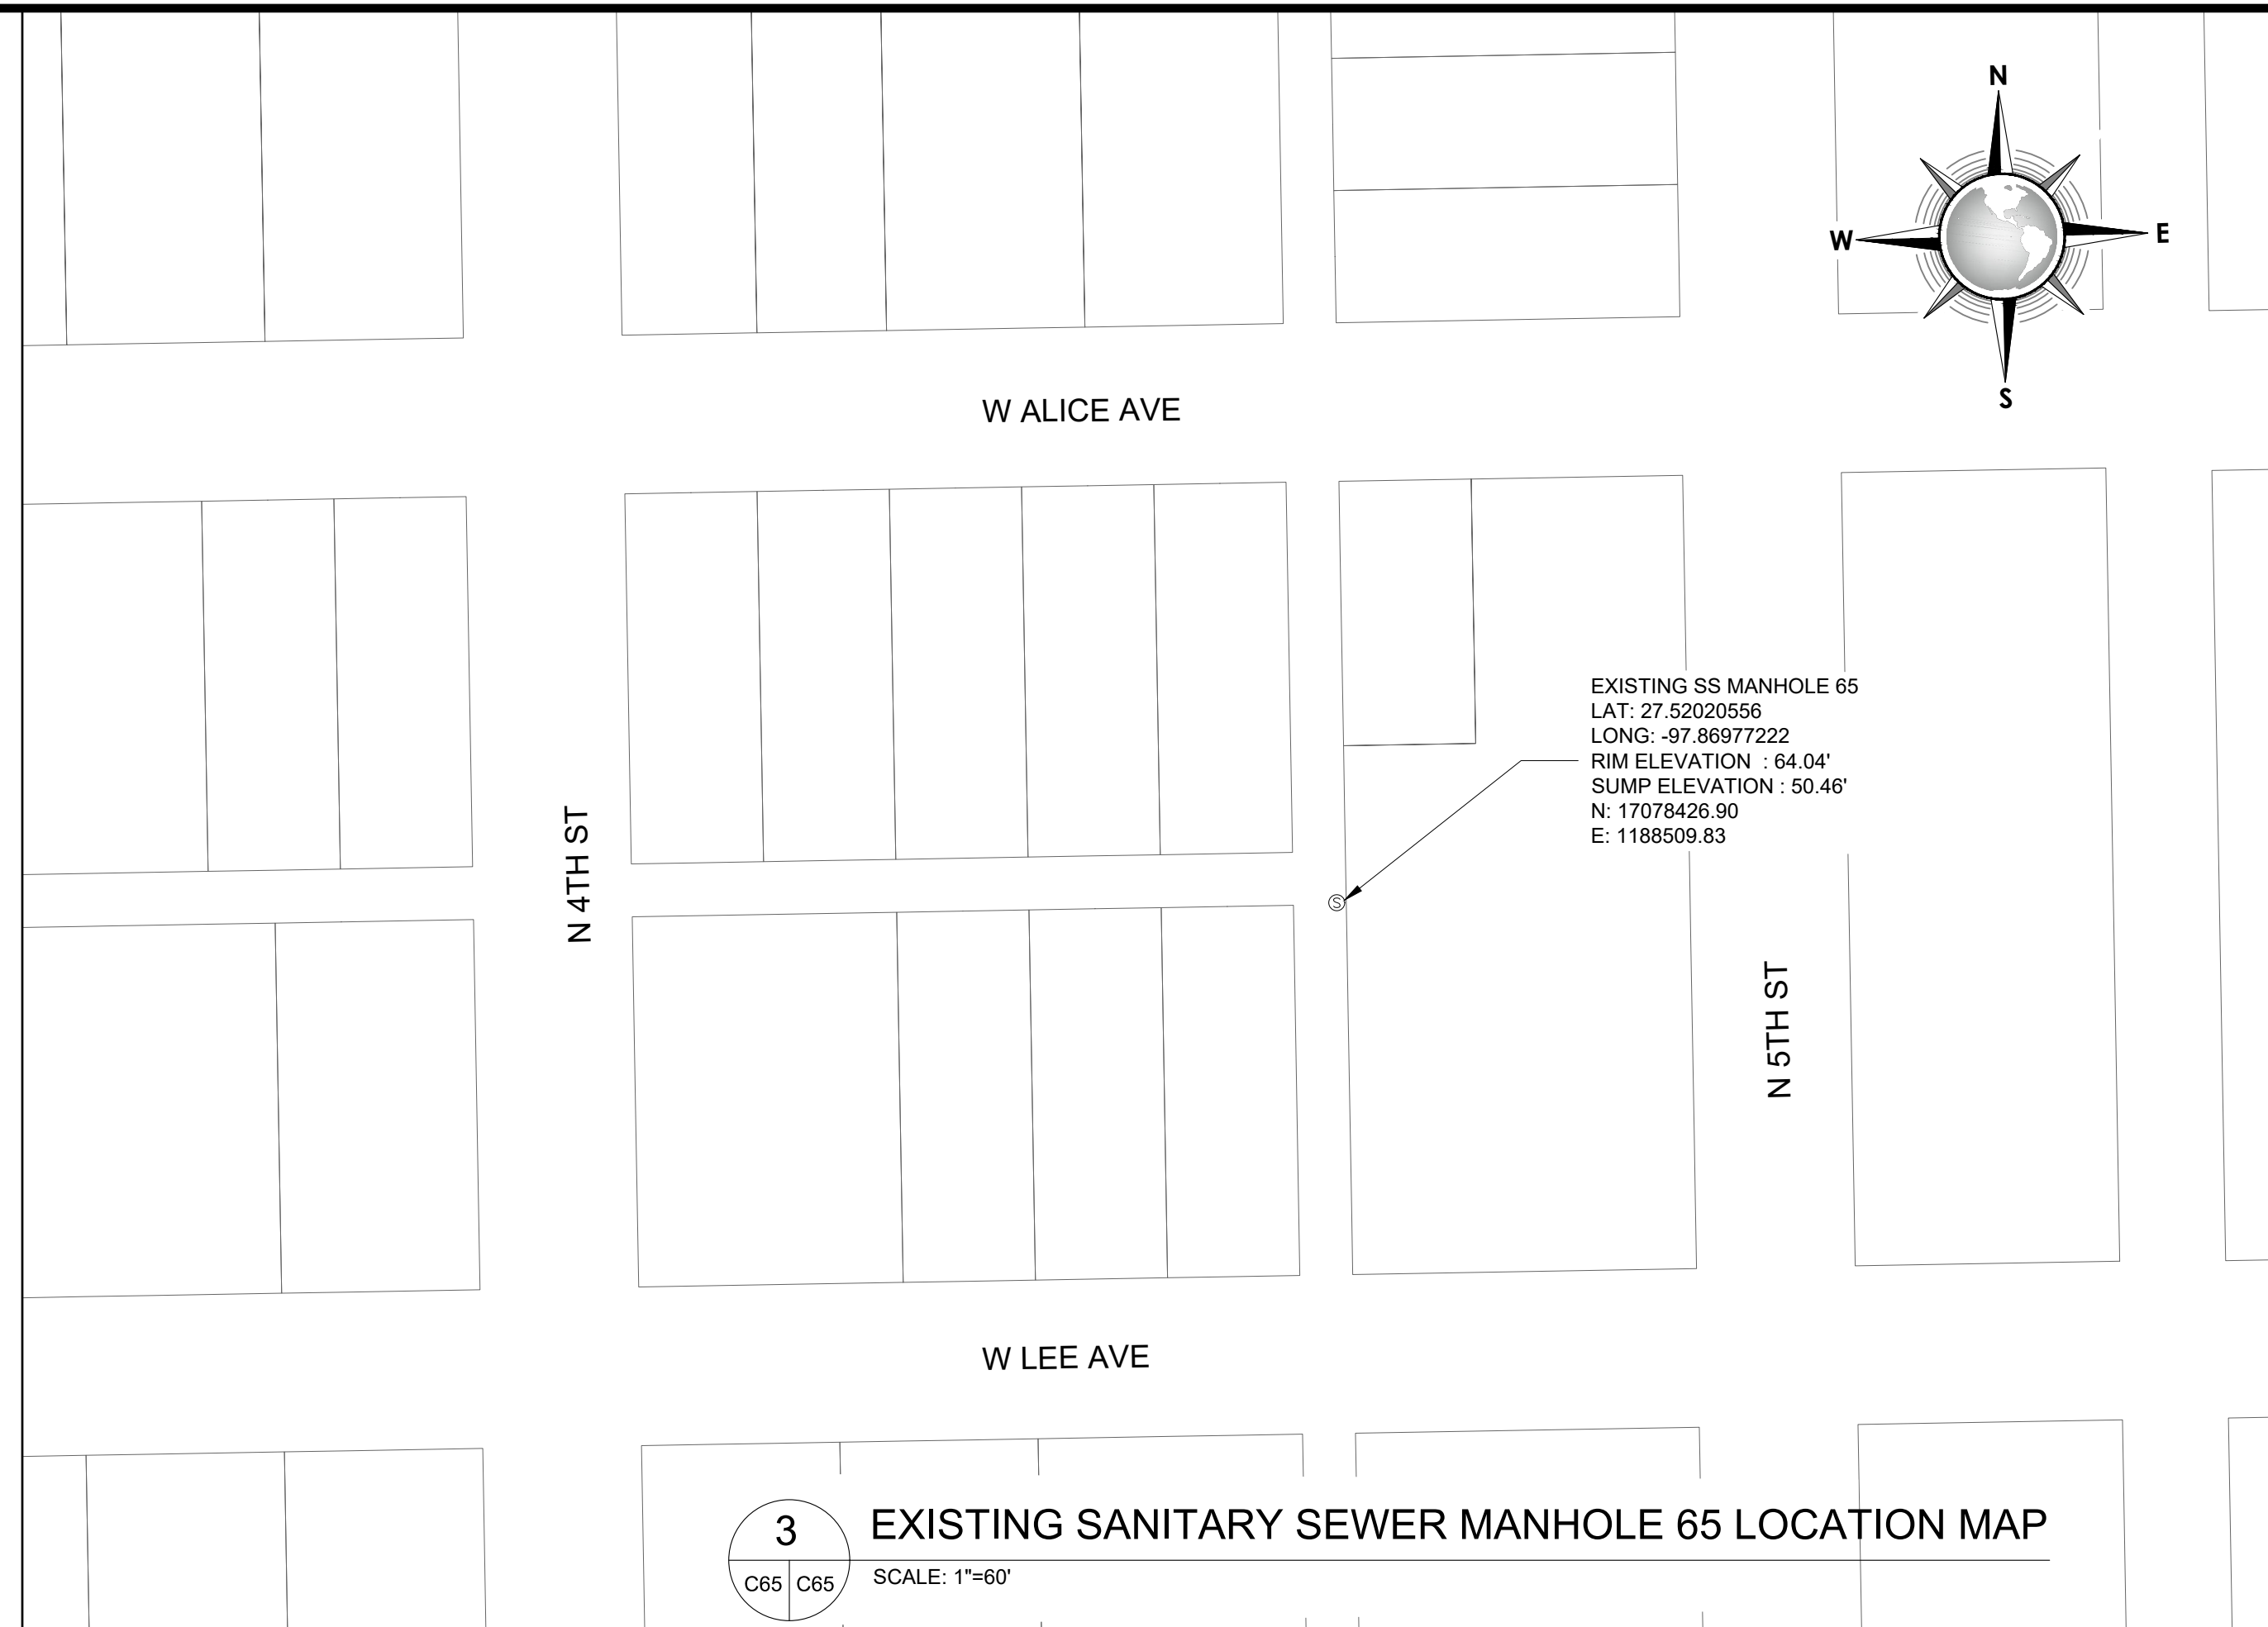 N
W
E
S
W ALICE AVE
EXISTING SS MANHOLE 65
LAT: 27.52020556
LONG: -97.86977222
RIM ELEVATION : 64.04'
SUMP ELEVATION : 50.46'
N: 17078426.90
E: 1188509.83
N 4TH ST
S
N 5TH ST
W LEE AVE
3
EXISTING SANITARY SEWER MANHOLE 65 LOCATION MAP
C65 C65
SCALE: 1"=60'